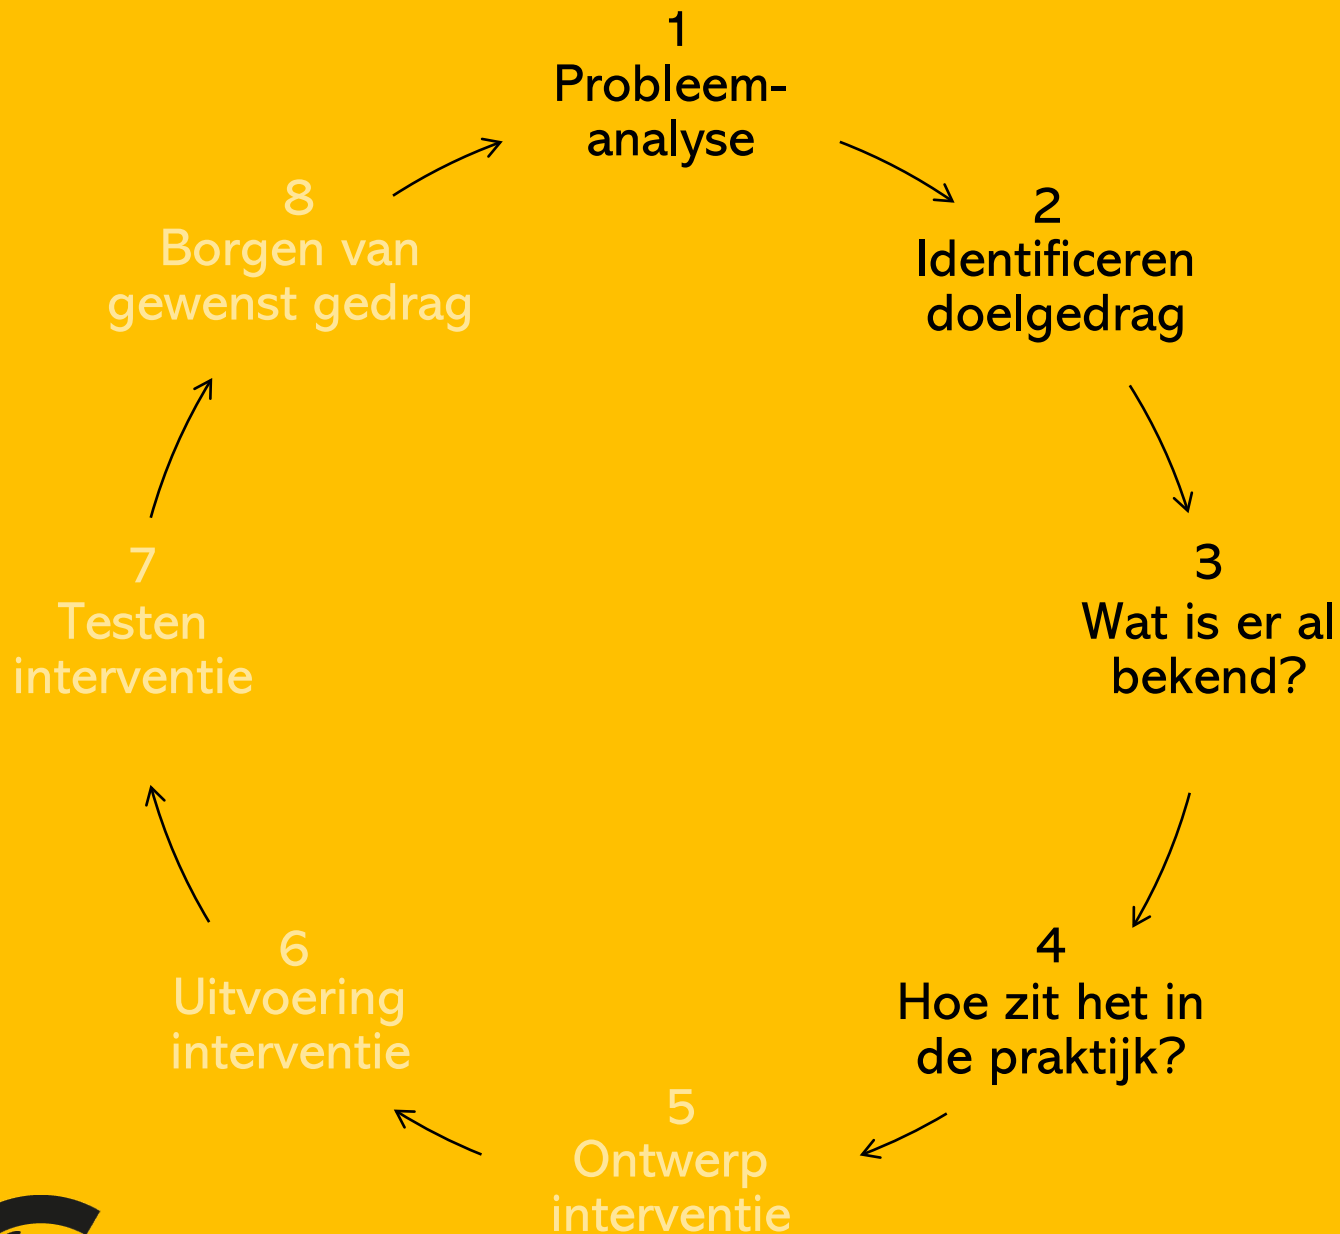 1
Probleem-
analyse
2
Identificeren
doelgedrag
3
Wat is er al
bekend?
4
Hoe zit het in
de praktijk?
5
Ontwerp
interventie
6
Uitvoering
interventie
7
Testen
interventie
8
Borgen van
gewenst gedrag